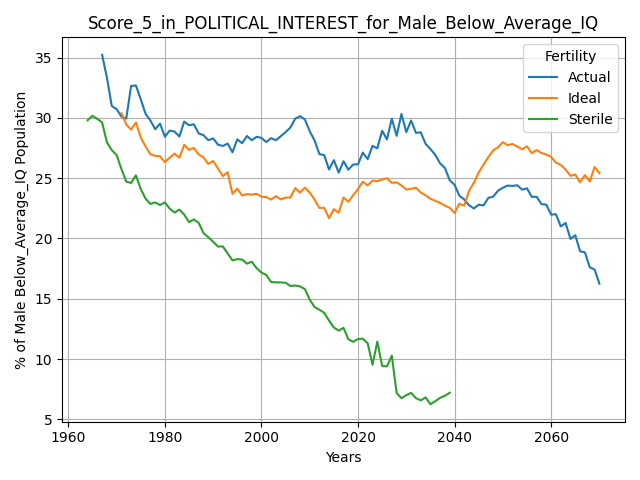 Score_5_in_POLITICAL_INTEREST_for_Male_Below_Average_IQ
% of Male Below_Average_IQ Population
35
30
25
20
15
10
5
Fertility
Actual
Ideal
Sterile
1960 1980 2000 2020 2040 2060
Years